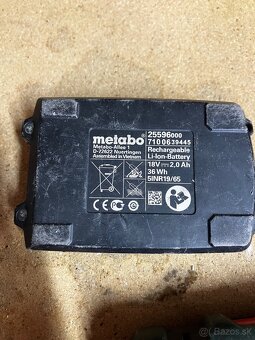 metabo
Metabo-Allee 1
D-72622 Nuertingen
Assembled in Vietnam
25596000
7100639445
Rechargeable
Li-Ion-Battery
18V ⎓ 2,0 Ah
36 Wh
5INR19/65
bazos.sk